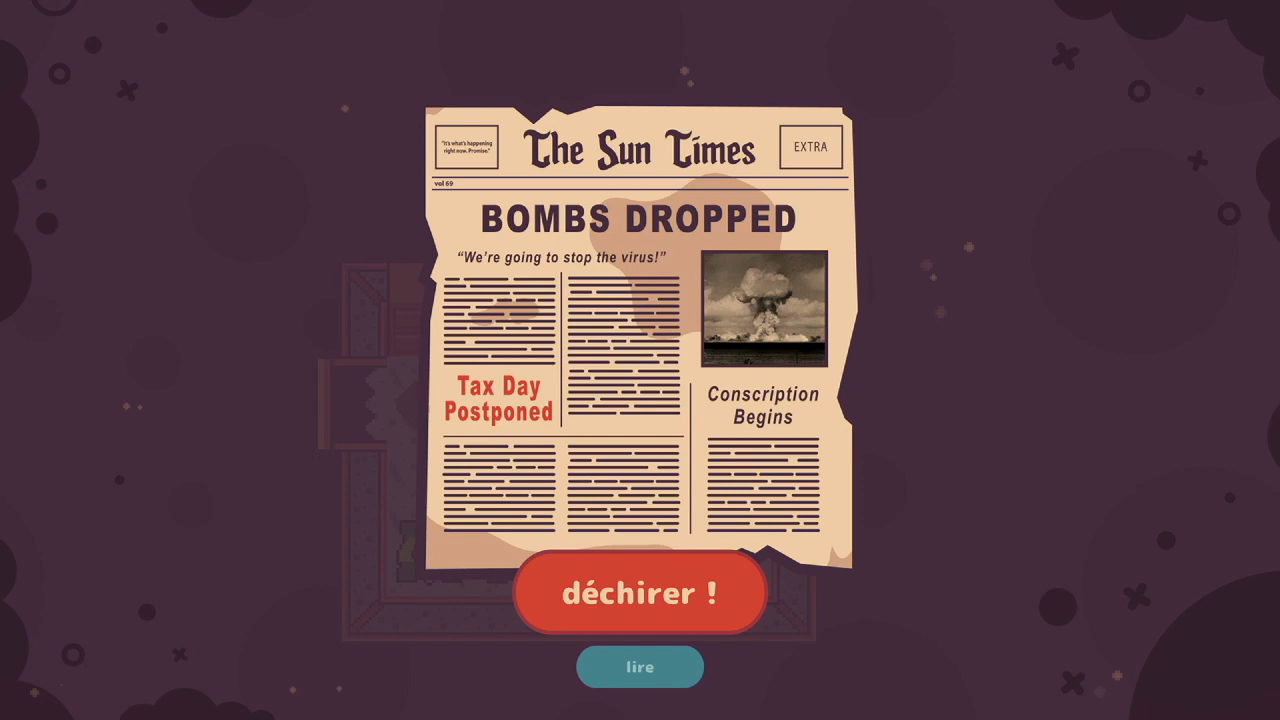 "It's what's happening
right now. Promise."
The Sun Times
EXTRA
vol 69
BOMBS DROPPED
“We're going to stop the virus!”
Tax Day
Postponed
Conscription
Begins
déchirer !
lire